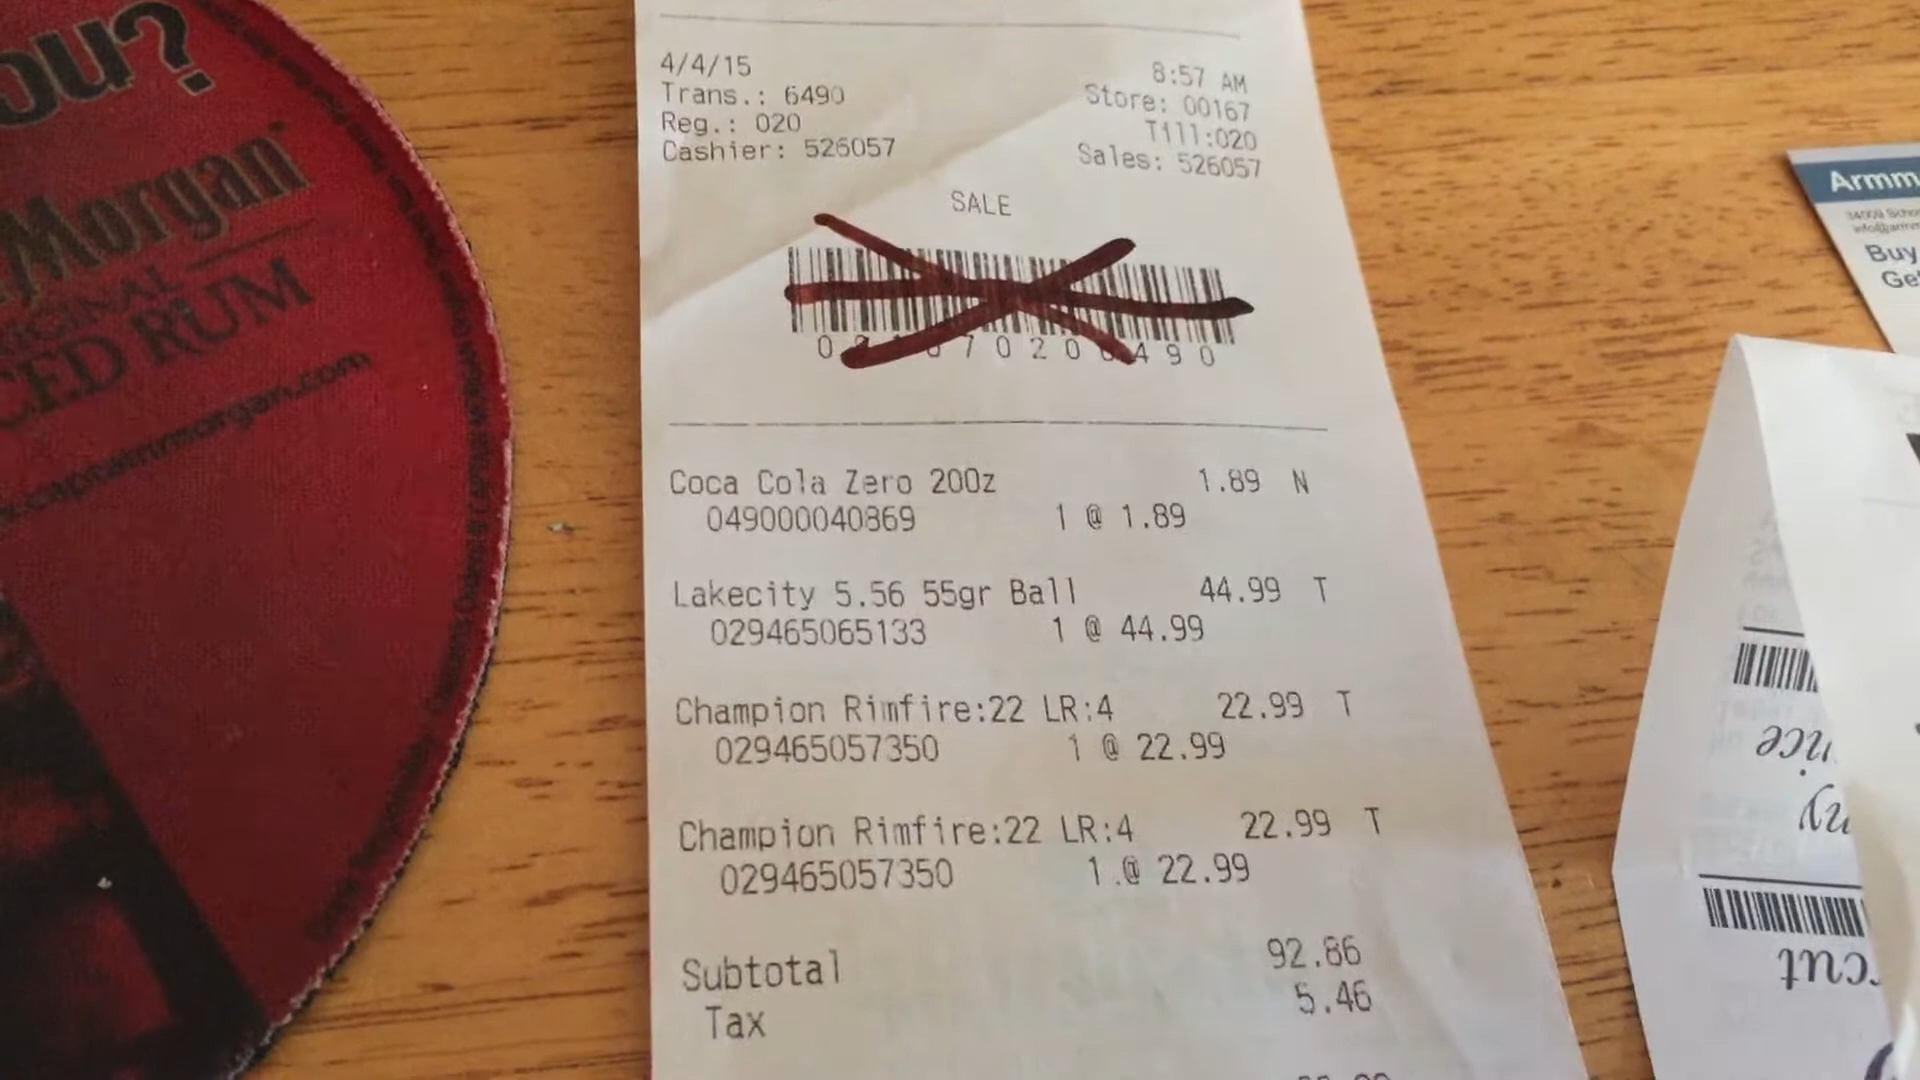 ou?
Morgan
RUM
captainmorgan.com
4/4/15
8:57 AM
Trans.: 6490
Store: 00167
Reg.: 020
Till:020
Cashier: 526057
Sales: 526057
SALE
Coca Cola Zero 20Oz 1.89 N
049000040869 1 @ 1.89
Lakecity 5.56 55gr Ball 44.99 T
029465065133 1 @ 44.99
Champion Rimfire:22 LR:4 22.99 T
029465057350 1 @ 22.99
Champion Rimfire:22 LR:4 22.99 T
029465057350 1 @ 22.99
Subtotal 92.86
Tax 5.46
Armm
Buy
Ge